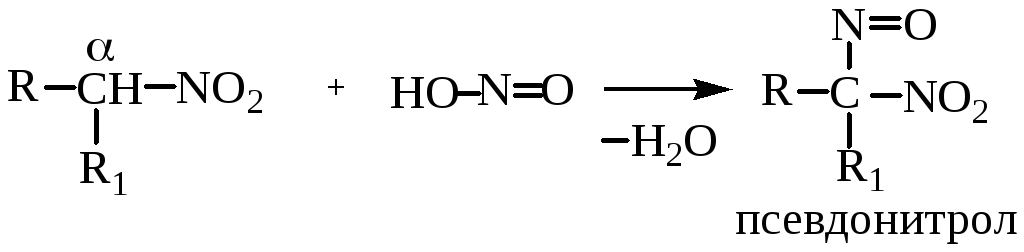 α
R–CH–NO₂ + HO–N=O
R₁
–H₂O
N=O
R–C–NO₂
R₁
псевдонитрол